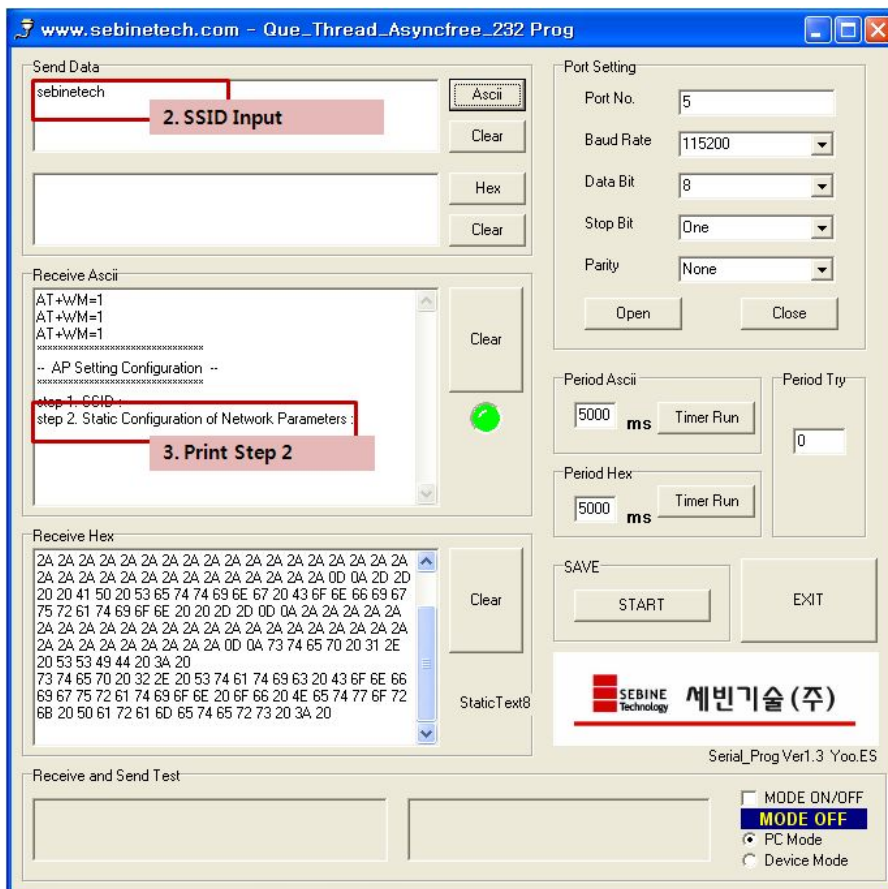 www.sebinetech.com - Que_Thread_Asyncfree_232 Prog
Send Data
sebinetech
2. SSID Input
Ascii
Clear
Hex
Clear
Port Setting
Port No. 5
Baud Rate 115200
Data Bit 8
Stop Bit One
Parity None
Open Close
Receive Ascii
AT+WM=1
AT+WM=1
AT+WM=1
********************************
-- AP Setting Configuration --
********************************
step 1. SSID :
step 2. Static Configuration of Network Parameters :
3. Print Step 2
Clear
Period Ascii
5000 ms Timer Run
Period Try
0
Period Hex
5000 ms Timer Run
Receive Hex
2A 2A 2A 2A 2A 2A 2A 2A 2A 2A 2A 2A 2A 2A 2A 2A 2A 2A
2A 2A 2A 2A 2A 2A 2A 2A 2A 2A 2A 2A 2A 2A 0D 0A 2D 2D
20 20 41 50 20 53 65 74 74 69 6E 67 20 43 6F 6E 66 69 67
75 72 61 74 69 6F 6E 20 20 2D 2D 0D 0A 2A 2A 2A 2A 2A
2A 2A 2A 2A 2A 2A 2A 2A 2A 2A 2A 2A 2A 2A 2A 2A 2A 2A
2A 2A 2A 2A 2A 2A 2A 2A 2A 0D 0A 73 74 65 70 20 31 2E
20 53 53 49 44 20 3A 20
73 74 65 70 20 32 2E 20 53 74 61 74 69 63 20 43 6F 6E 66
69 67 75 72 61 74 69 6F 6E 20 6F 66 20 4E 65 74 77 6F 72
6B 20 50 61 72 61 6D 65 74 65 72 73 20 3A 20
Clear
StaticText8
SAVE
START
EXIT
SEBINE
Technology
세빈기술(주)
Serial_Prog Ver1.3 Yoo.ES
Receive and Send Test
MODE ON/OFF
MODE OFF
PC Mode
Device Mode